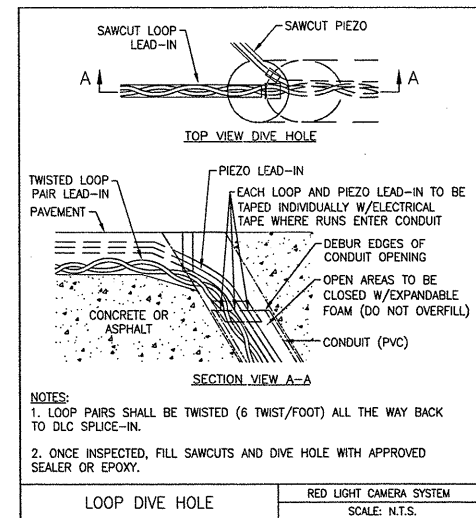 SAWCUT LOOP
LEAD-IN
SAWCUT PIEZO
A
A
TOP VIEW DIVE HOLE
TWISTED LOOP
PAIR LEAD-IN
PAVEMENT
PIEZO LEAD-IN
EACH LOOP AND PIEZO LEAD-IN TO BE
TAPED INDIVIDUALLY W/ELECTRICAL
TAPE WHERE RUNS ENTER CONDUIT
DEBUR EDGES OF
CONDUIT OPENING
OPEN AREAS TO BE
CLOSED W/EXPANDABLE
FOAM (DO NOT OVERFILL)
CONCRETE OR
ASPHALT
CONDUIT (PVC)
SECTION VIEW A-A
NOTES:
1. LOOP PAIRS SHALL BE TWISTED (6 TWIST/FOOT) ALL THE WAY BACK
TO DLC SPLICE-IN.
2. ONCE INSPECTED, FILL SAWCUTS AND DIVE HOLE WITH APPROVED
SEALER OR EPOXY.
LOOP DIVE HOLE
RED LIGHT CAMERA SYSTEM
SCALE: N.T.S.